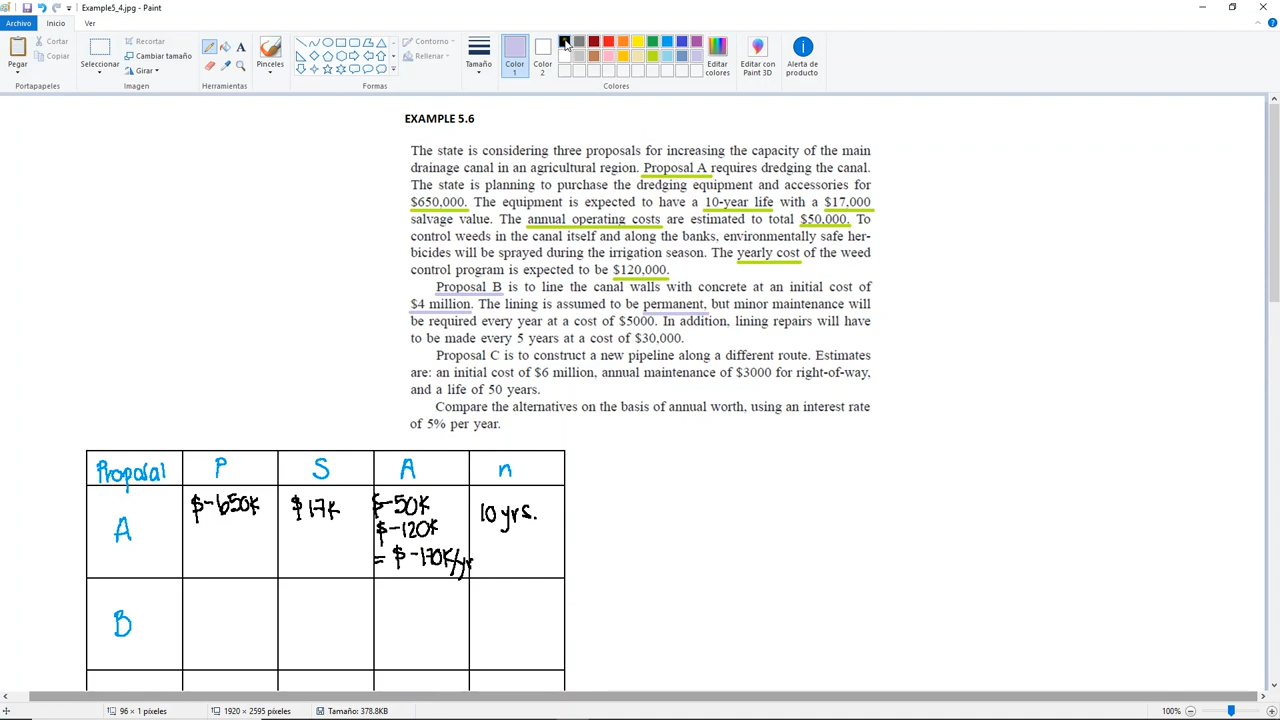 Example5_4.jpg - Paint
Archivo Inicio Ver
Pegar
Cortar
Copiar
Portapapeles
Seleccionar
Recortar
Cambiar tamaño
Girar
Imagen
A
Herramientas
Pinceles
Contorno
Rellenar
Formas
Tamaño
Color 1
Color 2
Editar colores
Colores
Editar con Paint 3D
Alerta de producto
EXAMPLE 5.6
The state is considering three proposals for increasing the capacity of the main
drainage canal in an agricultural region. Proposal A requires dredging the canal.
The state is planning to purchase the dredging equipment and accessories for
$650,000. The equipment is expected to have a 10-year life with a $17,000
salvage value. The annual operating costs are estimated to total $50,000. To
control weeds in the canal itself and along the banks, environmentally safe her-
bicides will be sprayed during the irrigation season. The yearly cost of the weed
control program is expected to be $120,000.
Proposal B is to line the canal walls with concrete at an initial cost of
$4 million. The lining is assumed to be permanent, but minor maintenance will
be required every year at a cost of $5000. In addition, lining repairs will have
to be made every 5 years at a cost of $30,000.
Proposal C is to construct a new pipeline along a different route. Estimates
are: an initial cost of $6 million, annual maintenance of $3000 for right-of-way,
and a life of 50 years.
Compare the alternatives on the basis of annual worth, using an interest rate
of 5% per year.
Proposal P S A n
A $-650K $17K $-50K 10 yrs.
$-120K
= $-170K/yr
B
96 × 1 píxeles 1920 × 2595 píxeles Tamaño: 378.8KB 100%